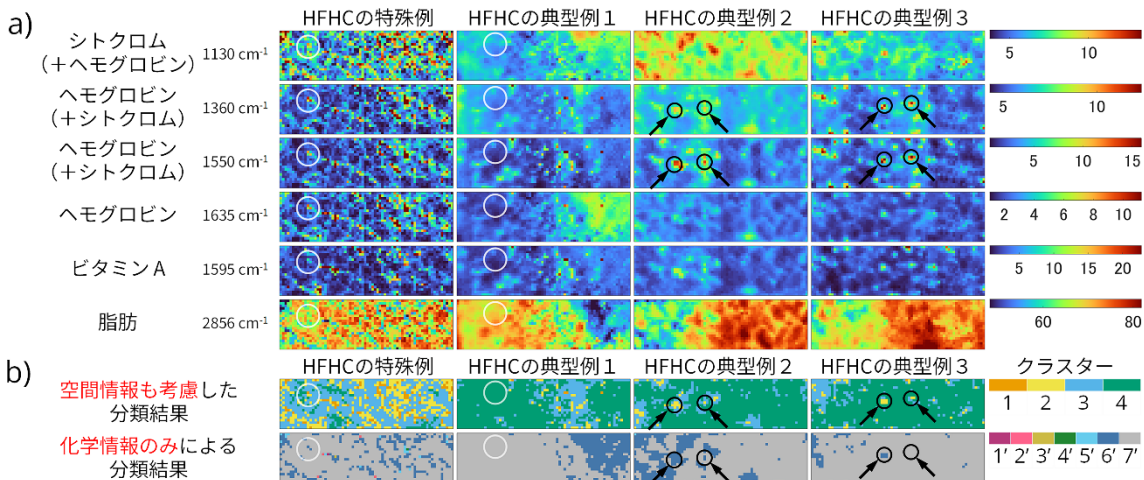 a)
HFHCの特殊例 HFHCの典型例1 HFHCの典型例2 HFHCの典型例3
シトクロム
(+ヘモグロビン) 1130 cm-1
5 10
ヘモグロビン
(+シトクロム) 1360 cm-1
5 10
ヘモグロビン
(+シトクロム) 1550 cm-1
5 10 15
ヘモグロビン 1635 cm-1
2 4 6 8 10
ビタミンA 1595 cm-1
5 10 15 20
脂肪 2856 cm-1
60 80
b)
HFHCの特殊例 HFHCの典型例1 HFHCの典型例2 HFHCの典型例3 クラスター
空間情報も考慮した
分類結果
1 2 3 4
化学情報のみによる
分類結果
1’ 2’ 3’ 4’ 5’ 6’ 7’